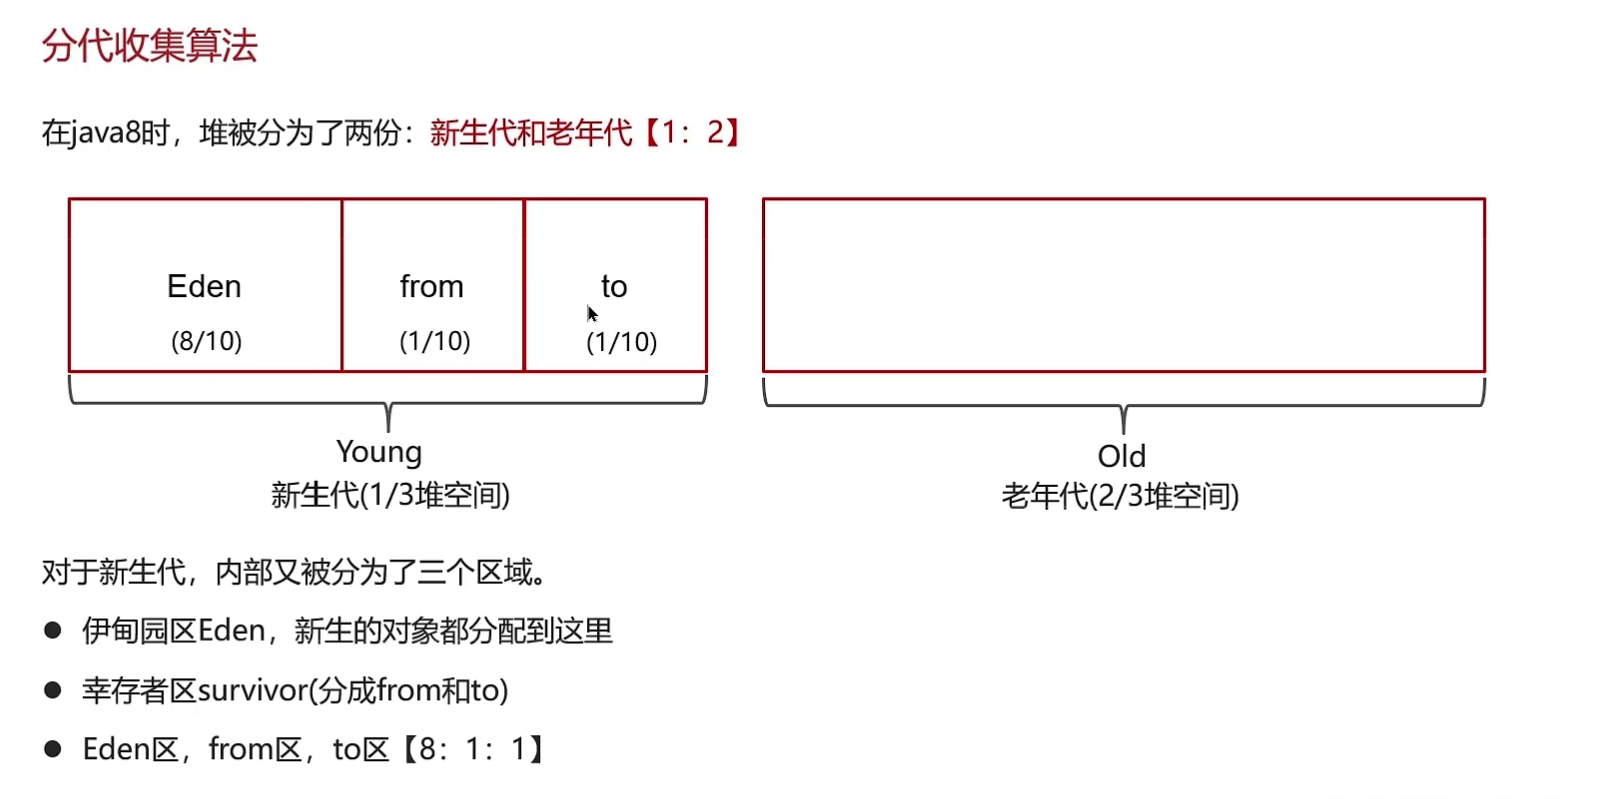 分代收集算法
在java8时，堆被分为了两份：新生代和老年代【1：2】
Eden
from
to
(8/10)
(1/10)
(1/10)
Young
新生代(1/3堆空间)
Old
老年代(2/3堆空间)
对于新生代，内部又被分为了三个区域。
● 伊甸园区Eden，新生的对象都分配到这里
● 幸存者区survivor(分成from和to)
● Eden区，from区，to区【8：1：1】